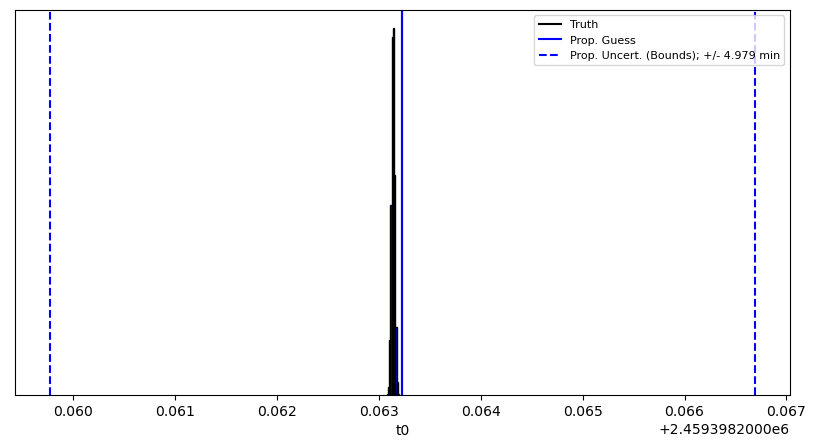 Truth
Prop. Guess
Prop. Uncert. (Bounds); +/- 4.979 min
0.060 0.061 0.062 0.063 0.064 0.065 0.066 0.067
t0
+2.4593982000e6